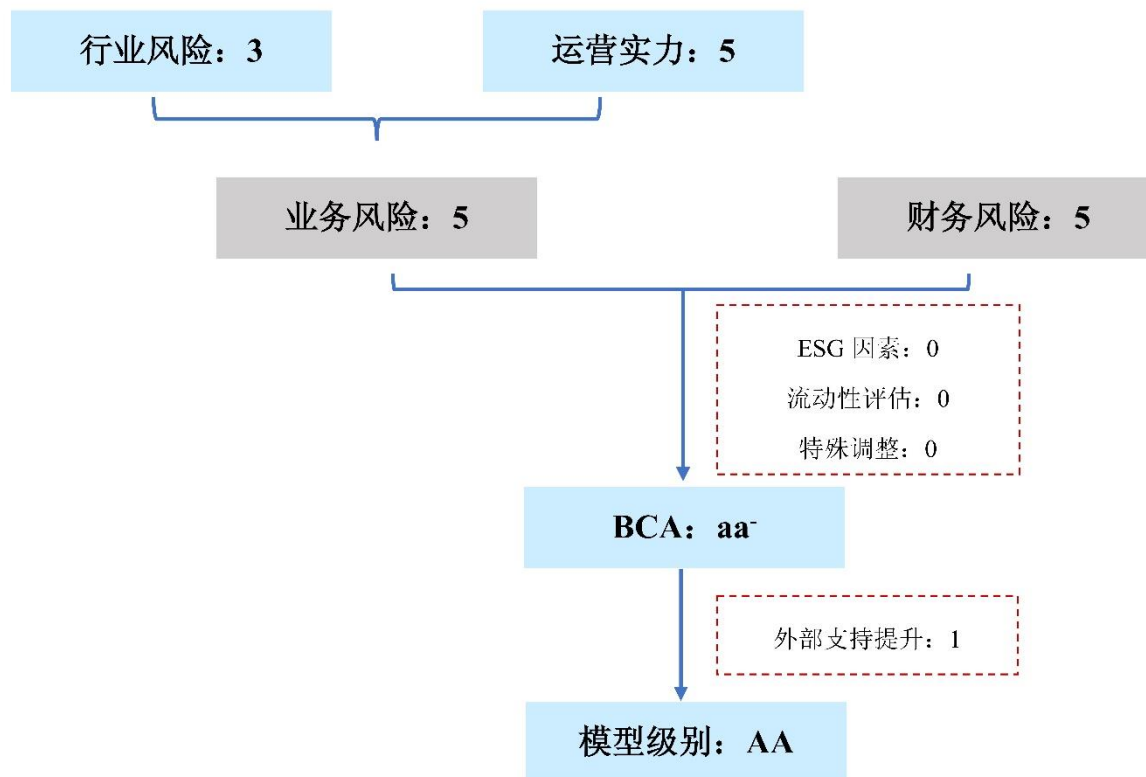 行业风险：3
运营实力：5
业务风险：5
财务风险：5
ESG 因素：0
流动性评估：0
特殊调整：0
BCA：aa⁻
外部支持提升：1
模型级别：AA